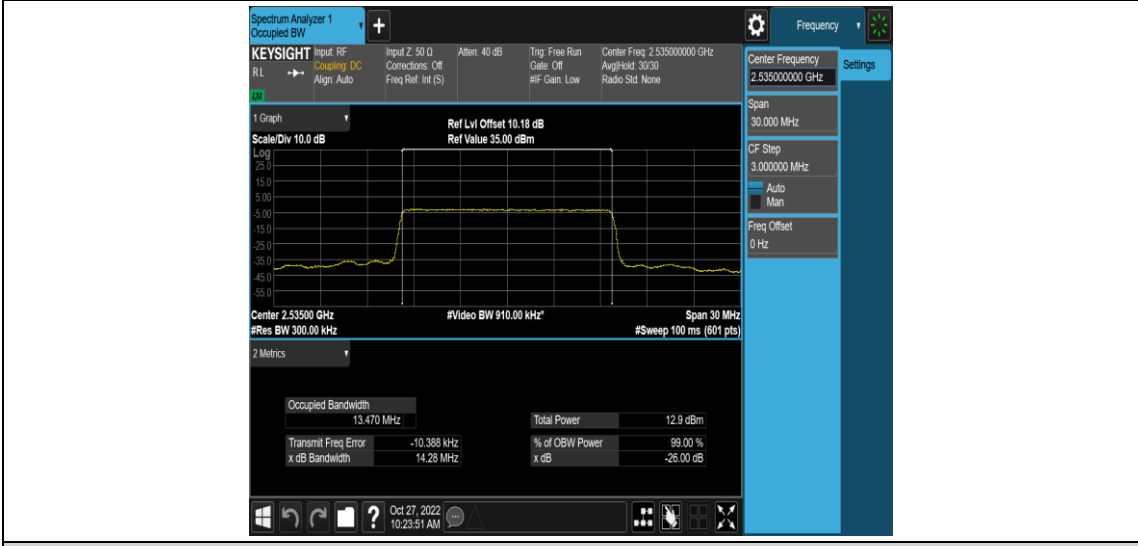 Spectrum Analyzer 1
Occupied BW
+
Frequency
KEYSIGHT
R L
Input: RF
Coupling: DC
Align: Auto
Input Z: 50 Ω
Corrections: Off
Freq Ref: Int (S)
Atten: 40 dB
Trig: Free Run
Gate: Off
#IF Gain: Low
Center Freq: 2.535000000 GHz
Avg|Hold: 30/30
Radio Std: None
Center Frequency
2.535000000 GHz
Settings
Span
30.000 MHz
CF Step
3.000000 MHz
Auto
Man
Freq Offset
0 Hz
1 Graph
Scale/Div 10.0 dB
Ref Lvl Offset 10.18 dB
Ref Value 35.00 dBm
Log
25.0
15.0
5.00
-5.00
-15.0
-25.0
-35.0
-45.0
-55.0
Center 2.53500 GHz
#Video BW 910.00 kHz*
Span 30 MHz
#Res BW 300.00 kHz
#Sweep 100 ms (601 pts)
2 Metrics
Occupied Bandwidth
13.470 MHz
Total Power 12.9 dBm
Transmit Freq Error -10.388 kHz
% of OBW Power 99.00 %
x dB Bandwidth 14.28 MHz
x dB -26.00 dB
?
Oct 27, 2022
10:23:51 AM